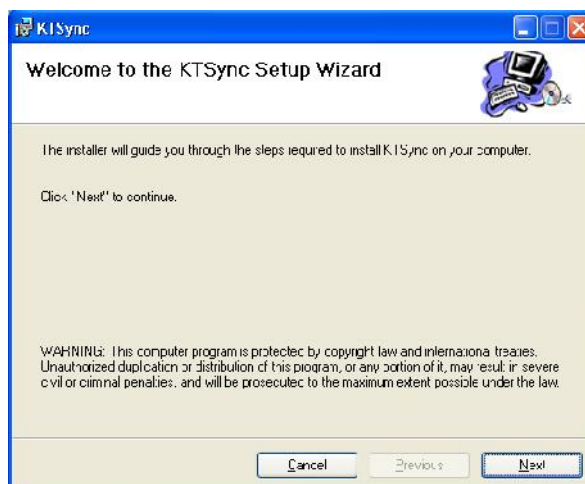 KTSync
Welcome to the KTSync Setup Wizard
The installer will guide you through the steps required to install KTSync on your computer.
Click "Next" to continue.
WARNING: This computer program is protected by copyright law and international treaties.
Unauthorized duplication or distribution of this program, or any portion of it, may result in severe
civil or criminal penalties, and will be prosecuted to the maximum extent possible under the law.
Cancel
Previous
Next